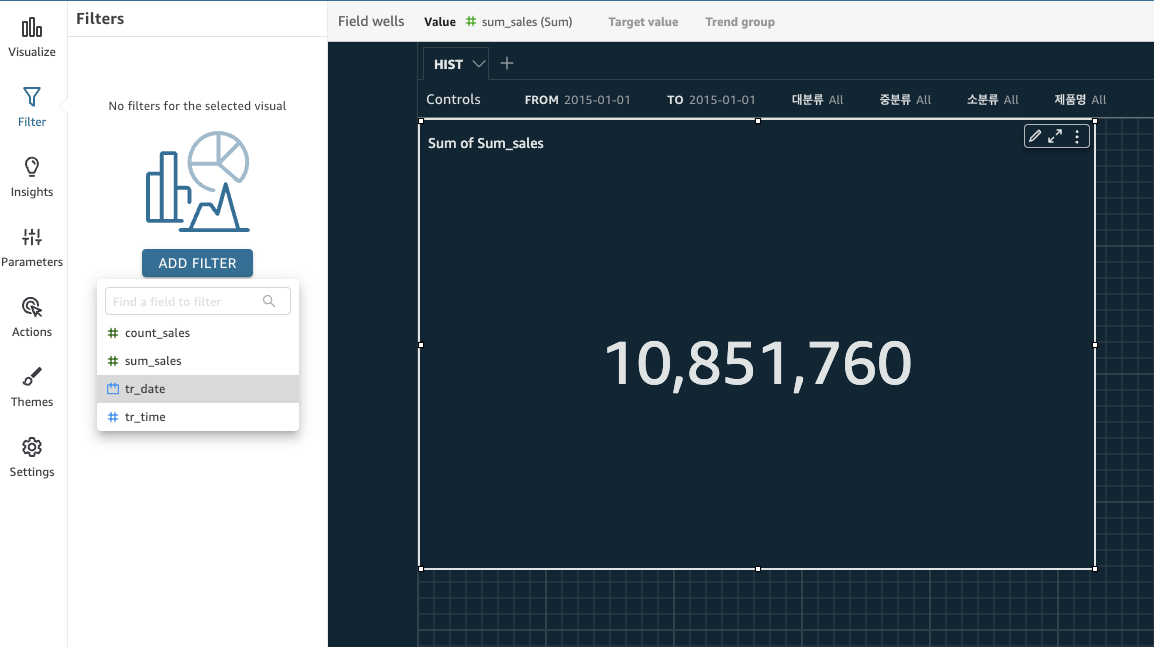 Visualize
Filter
Insights
Parameters
Actions
Themes
Settings
Filters
No filters for the selected visual
ADD FILTER
Find a field to filter
count_sales
sum_sales
tr_date
tr_time
Field wells Value sum_sales (Sum) Target value Trend group
HIST
Controls FROM 2015-01-01 TO 2015-01-01 대분류 All 중분류 All 소분류 All 제품명 All
Sum of Sum_sales
10,851,760